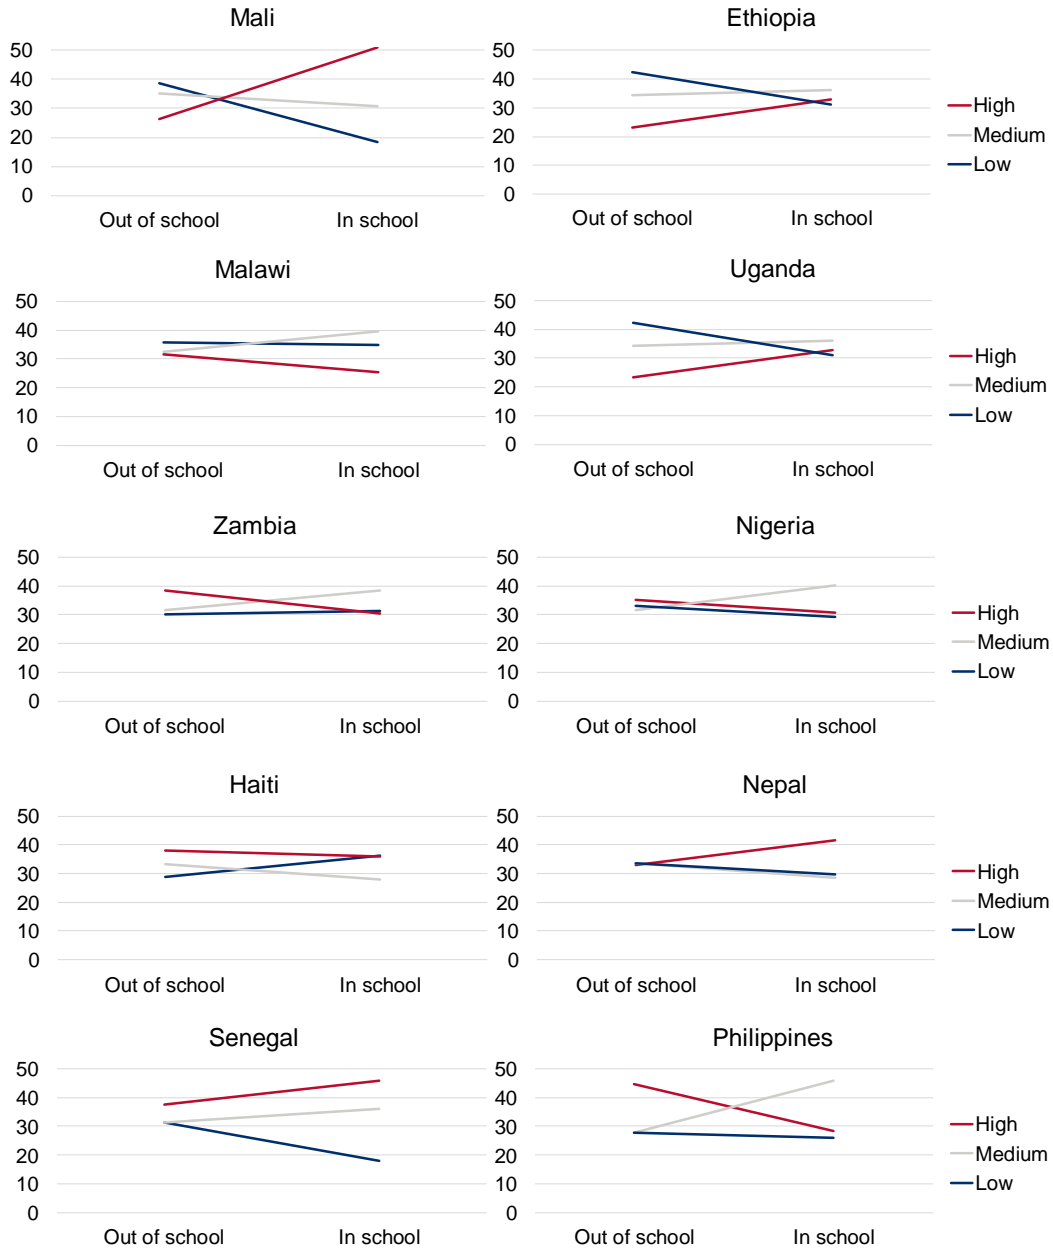 Mali
50
40
30
20
10
0
Out of school
In school
Ethiopia
50
40
30
20
10
0
Out of school
In school
High
Medium
Low
Malawi
50
40
30
20
10
0
Out of school
In school
Uganda
50
40
30
20
10
0
Out of school
In school
High
Medium
Low
Zambia
50
40
30
20
10
0
Out of school
In school
Nigeria
50
40
30
20
10
0
Out of school
In school
High
Medium
Low
Haiti
50
40
30
20
10
0
Out of school
In school
Nepal
50
40
30
20
10
0
Out of school
In school
High
Medium
Low
Senegal
50
40
30
20
10
0
Out of school
In school
Philippines
50
40
30
20
10
0
Out of school
In school
High
Medium
Low